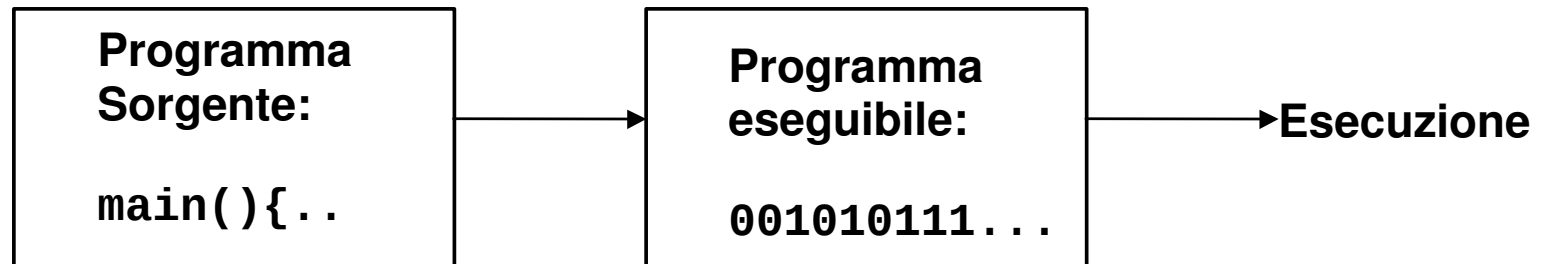 Programma
Sorgente:
main(){..
Programma
eseguibile:
001010111...
Esecuzione